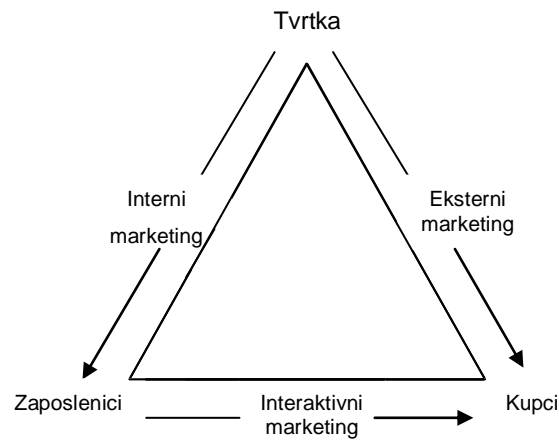 Tvrtka
Interni
marketing
Eksterni
marketing
Zaposlenici
Interaktivni
marketing
Kupci